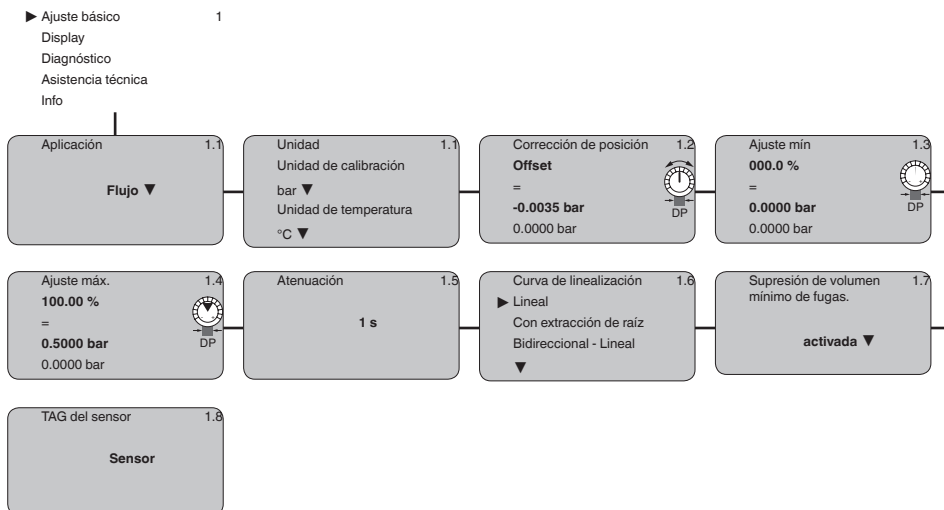 ▶ Ajuste básico 1
Display
Diagnóstico
Asistencia técnica
Info
Aplicación 1.1
Flujo ▼
Unidad 1.1
Unidad de calibración
bar ▼
Unidad de temperatura
°C ▼
Corrección de posición 1.2
Offset
=
-0.0035 bar
0.0000 bar
DP
Ajuste mín 1.3
000.0 %
=
0.0000 bar
0.0000 bar
DP
Ajuste máx. 1.4
100.00 %
=
0.5000 bar
0.0000 bar
DP
Atenuación 1.5
1 s
Curva de linealización 1.6
▶ Lineal
Con extracción de raíz
Bidireccional - Lineal
▼
Supresión de volumen 1.7
mínimo de fugas.
activada ▼
TAG del sensor 1.8
Sensor